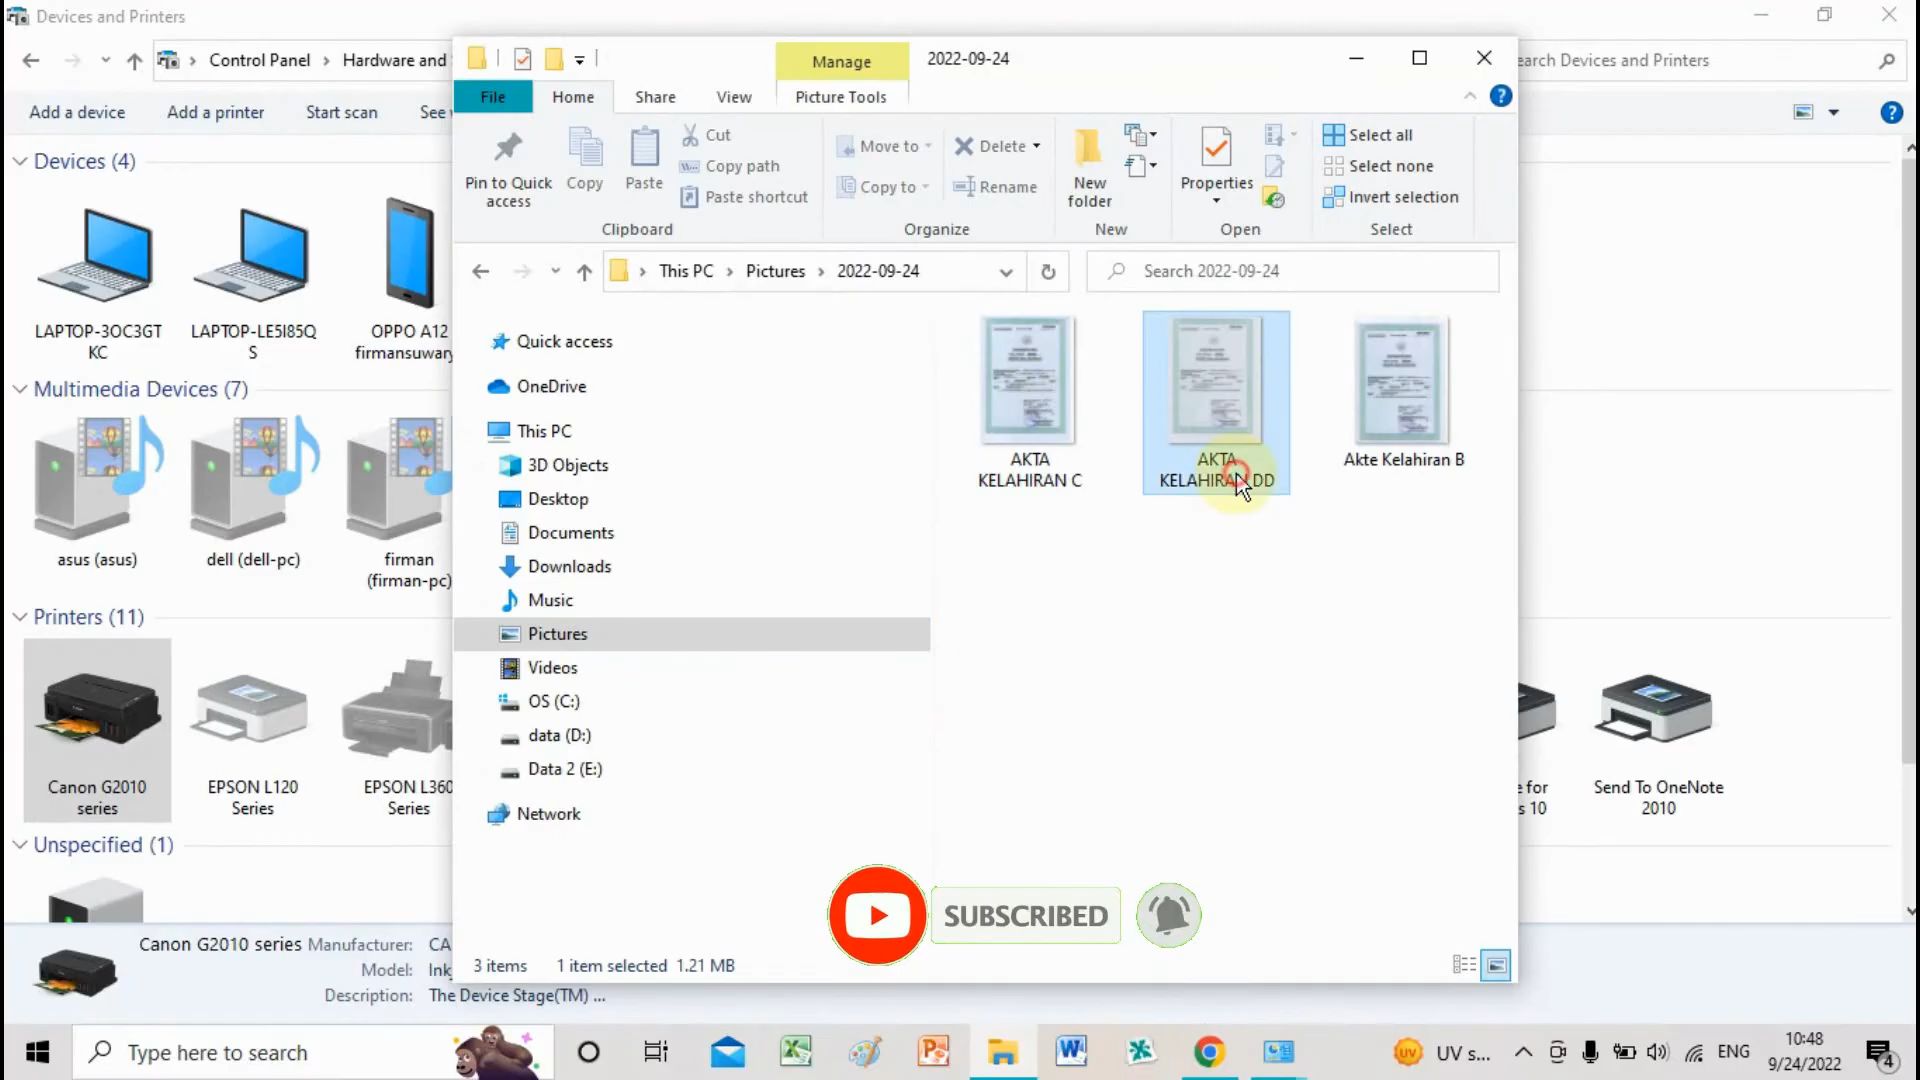 Devices and Printers
Control Panel
Hardware and
earch Devices and Printers
Add a device
Add a printer
Start scan
See
Devices (4)
LAPTOP-3OC3GT
KC
LAPTOP-LE5I85Q
S
OPPO A12
firmansuwary
Multimedia Devices (7)
asus (asus)
dell (dell-pc)
firman
(firman-pc)
Printers (11)
Canon G2010
series
EPSON L120
Series
EPSON L360
Series
e for
s 10
Send To OneNote
2010
Unspecified (1)
Canon G2010 series
Manufacturer: CA
Model: Ink
Description: The Device Stage(TM) ...
Manage
2022-09-24
File
Home
Share
View
Picture Tools
Pin to Quick
access
Copy
Paste
Cut
Copy path
Paste shortcut
Clipboard
Move to
Copy to
Delete
Rename
Organize
New
folder
New
Properties
Open
Select all
Select none
Invert selection
Select
This PC
Pictures
2022-09-24
Search 2022-09-24
Quick access
OneDrive
This PC
3D Objects
Desktop
Documents
Downloads
Music
Pictures
Videos
OS (C:)
data (D:)
Data 2 (E:)
Network
AKTA
KELAHIRAN C
AKTA
KELAHIRAN DD
Akte Kelahiran B
SUBSCRIBED
3 items
1 item selected 1.21 MB
Type here to search
UV
UV s...
ENG
10:48
9/24/2022
4